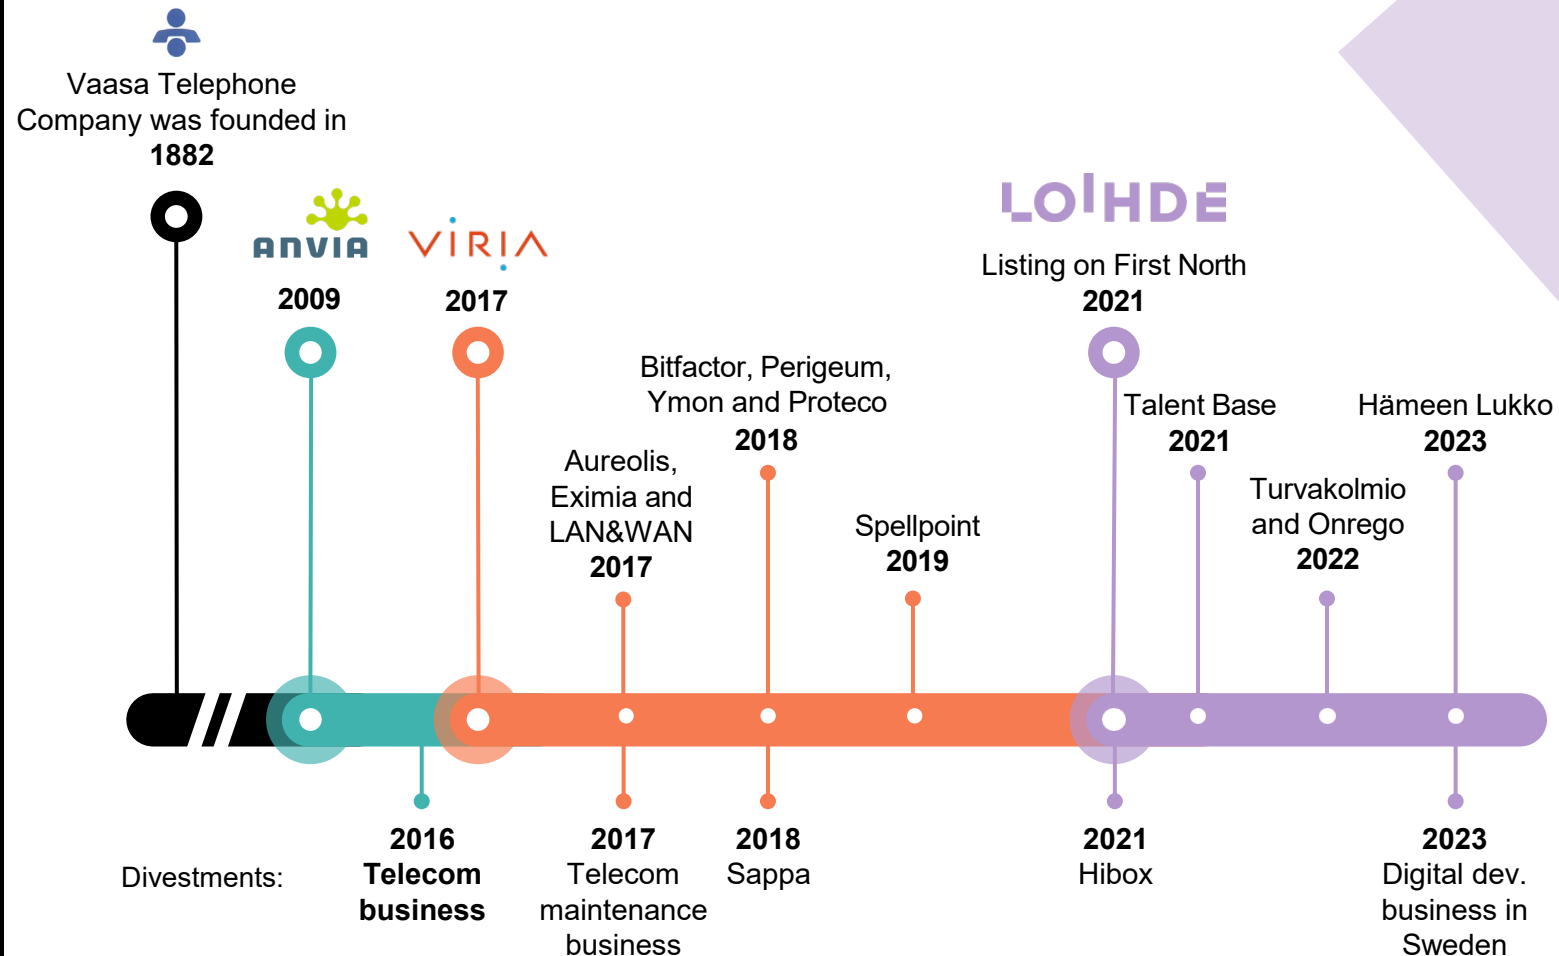 Vaasa Telephone
Company was founded in
1882
ANVIA
2009
VIRIA
2017
LOIHDE
Listing on First North
2021
Aureolis,
Eximia and
LAN&WAN
2017
Bitfactor, Perigeum,
Ymon and Proteco
2018
Spellpoint
2019
Talent Base
2021
Turvakolmio
and Onrego
2022
Hämeen Lukko
2023
Divestments:
2016
Telecom
business
2017
Telecom
maintenance
business
2018
Sappa
2021
Hibox
2023
Digital dev.
business in
Sweden